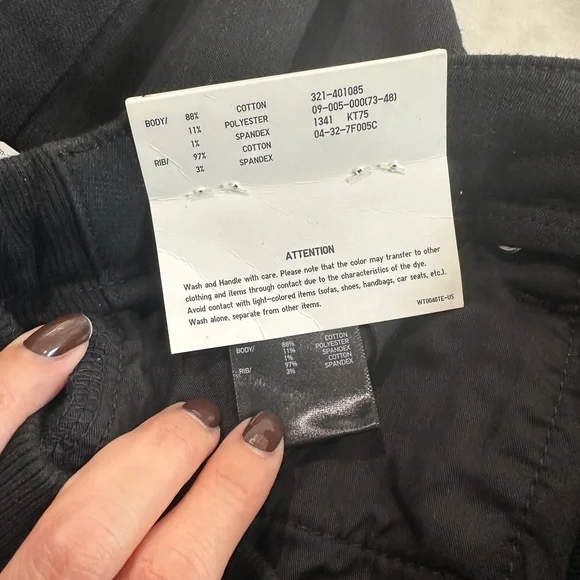 BODY/ 88% COTTON 321-401085
11% POLYESTER 09-005-000(73-48)
1% SPANDEX 1341 KT75
RIB/ 97% COTTON 04-32-7F005C
3% SPANDEX
ATTENTION
Wash and Handle with care. Please note that the color may transfer to other
clothing and items through contact due to the characteristics of the dye.
Avoid contact with light-colored items (sofas, shoes, handbag, car seats, etc.).
Wash alone, separate from other items.
WT004DTE-US
BODY/ 88% COTTON
11% POLYESTER
1% SPANDEX
RIB/ 97% COTTON
3% SPANDEX